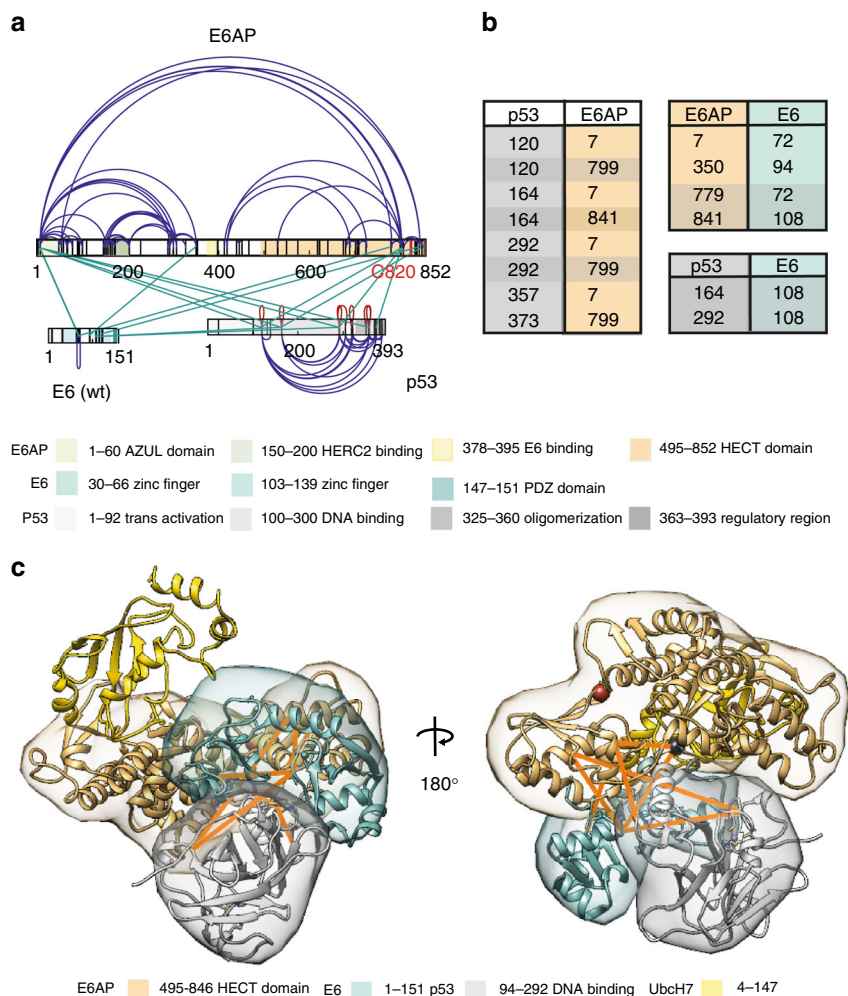 a
E6AP
1
200
400
600
C820
852
1
151
E6 (wt)
1
200
393
p53
b
p53 E6AP
120 7
120 799
164 7
164 841
292 7
292 799
357 7
373 799
E6AP E6
7 72
350 94
779 72
841 108
p53 E6
164 108
292 108
E6AP 1–60 AZUL domain 150–200 HERC2 binding 378–395 E6 binding 495–852 HECT domain
E6 30–66 zinc finger 103–139 zinc finger 147–151 PDZ domain
P53 1–92 trans activation 100–300 DNA binding 325–360 oligomerization 363–393 regulatory region
c
180°
E6AP 495-846 HECT domain E6 1–151 p53 94–292 DNA binding UbcH7 4–147